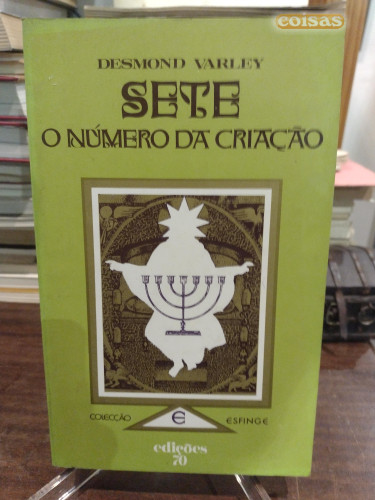 coisas
DESMOND VARLEY
SETE
O NÚMERO DA CRIAÇÃO
COLECÇÃO E ESFINGE
edições
70